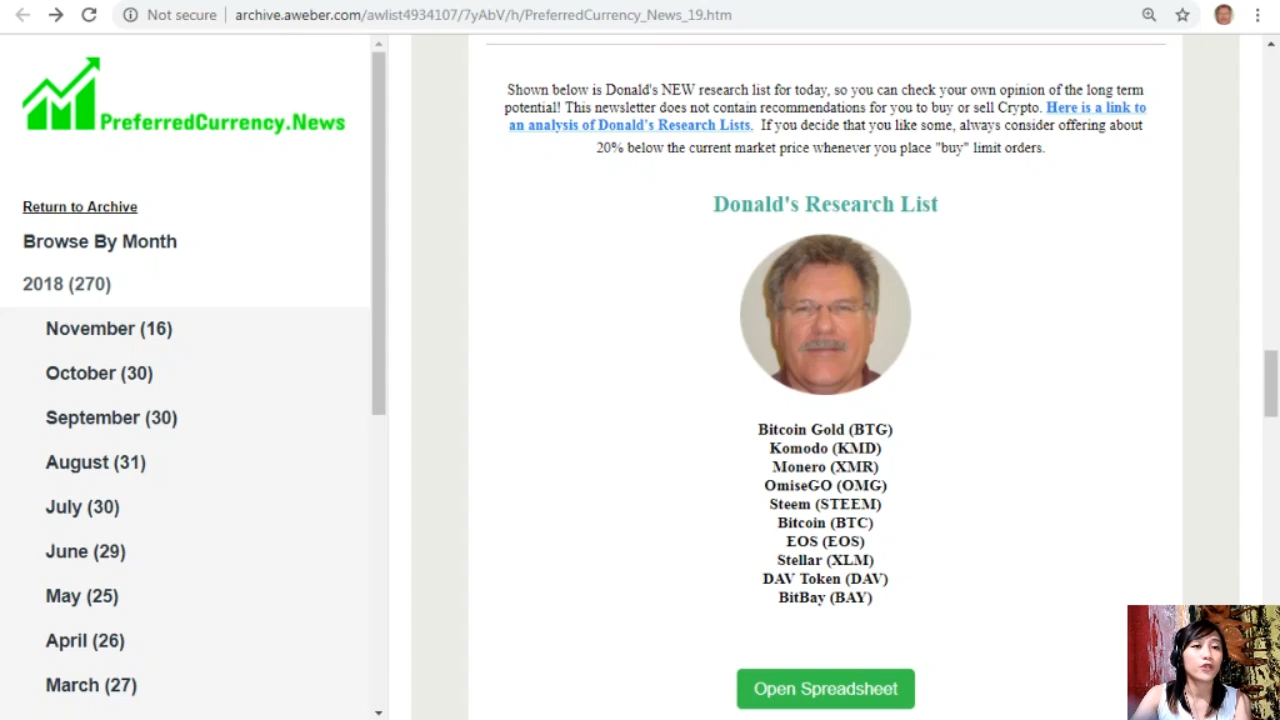 Not secure archive.aweber.com/awlist4934107/7yAbV/h/PreferredCurrency_News_19.htm
PreferredCurrency.News
Return to Archive
Browse By Month
2018 (270)
November (16)
October (30)
September (30)
August (31)
July (30)
June (29)
May (25)
April (26)
March (27)
Shown below is Donald's NEW research list for today, so you can check your own opinion of the long term
potential! This newsletter does not contain recommendations for you to buy or sell Crypto. Here is a link to
an analysis of Donald's Research Lists. If you decide that you like some, always consider offering about
20% below the current market price whenever you place "buy" limit orders.
Donald's Research List
Bitcoin Gold (BTG)
Komodo (KMD)
Monero (XMR)
OmiseGO (OMG)
Steem (STEEM)
Bitcoin (BTC)
EOS (EOS)
Stellar (XLM)
DAV Token (DAV)
BitBay (BAY)
Open Spreadsheet